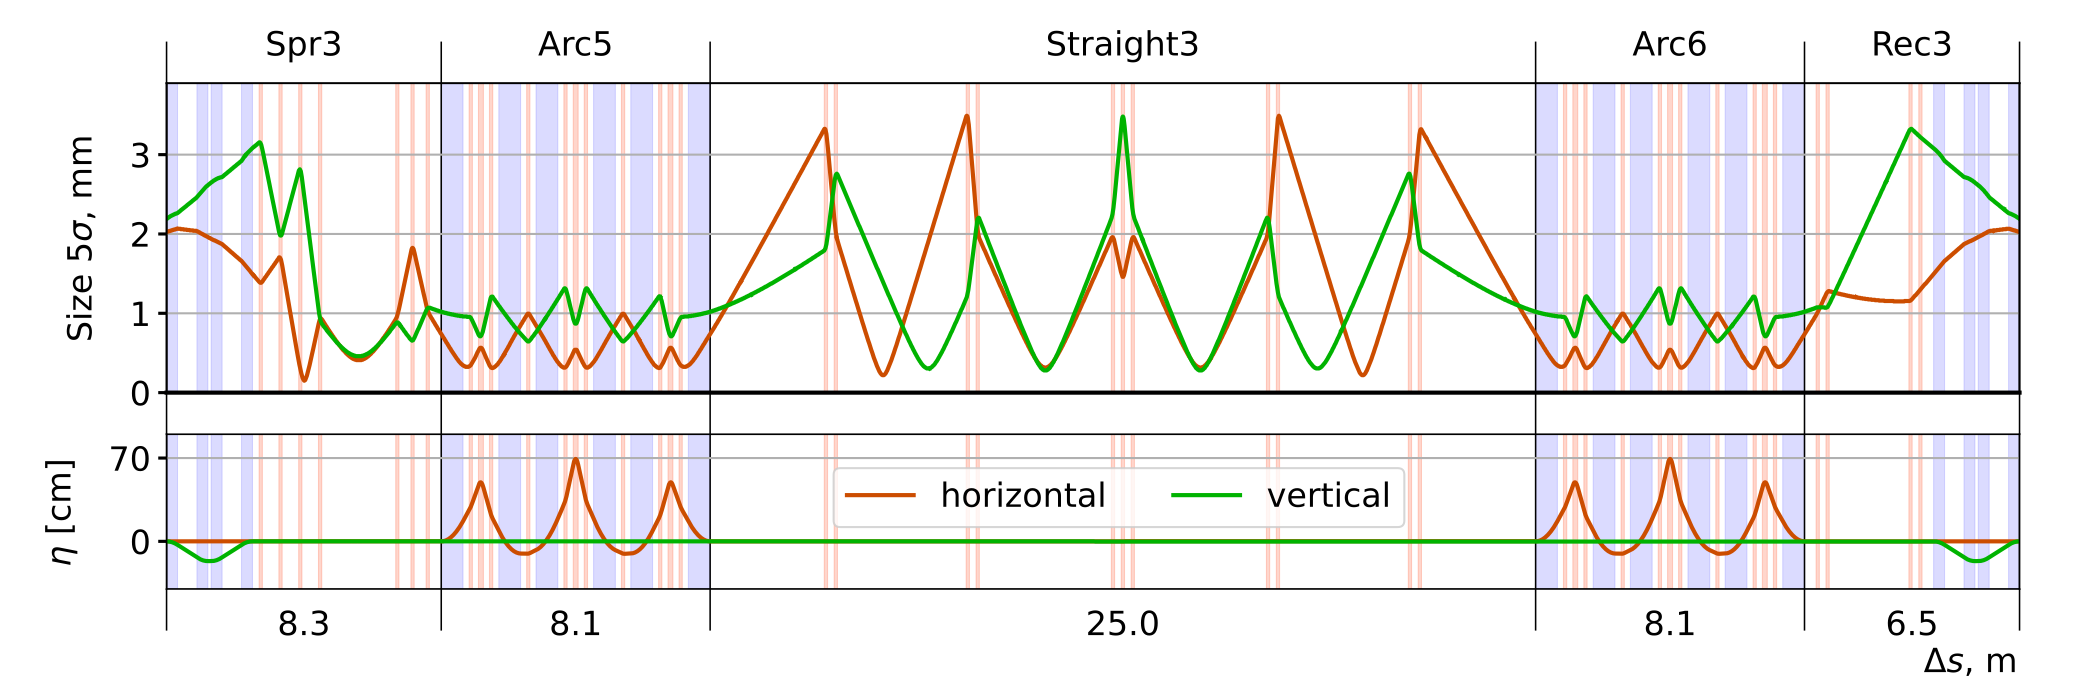 Spr3 Arc5 Straight3 Arc6 Rec3
Size 5σ, mm
3
2
1
0
η [cm]
70
0
horizontal vertical
8.3 8.1 25.0 8.1 6.5
Δs, m